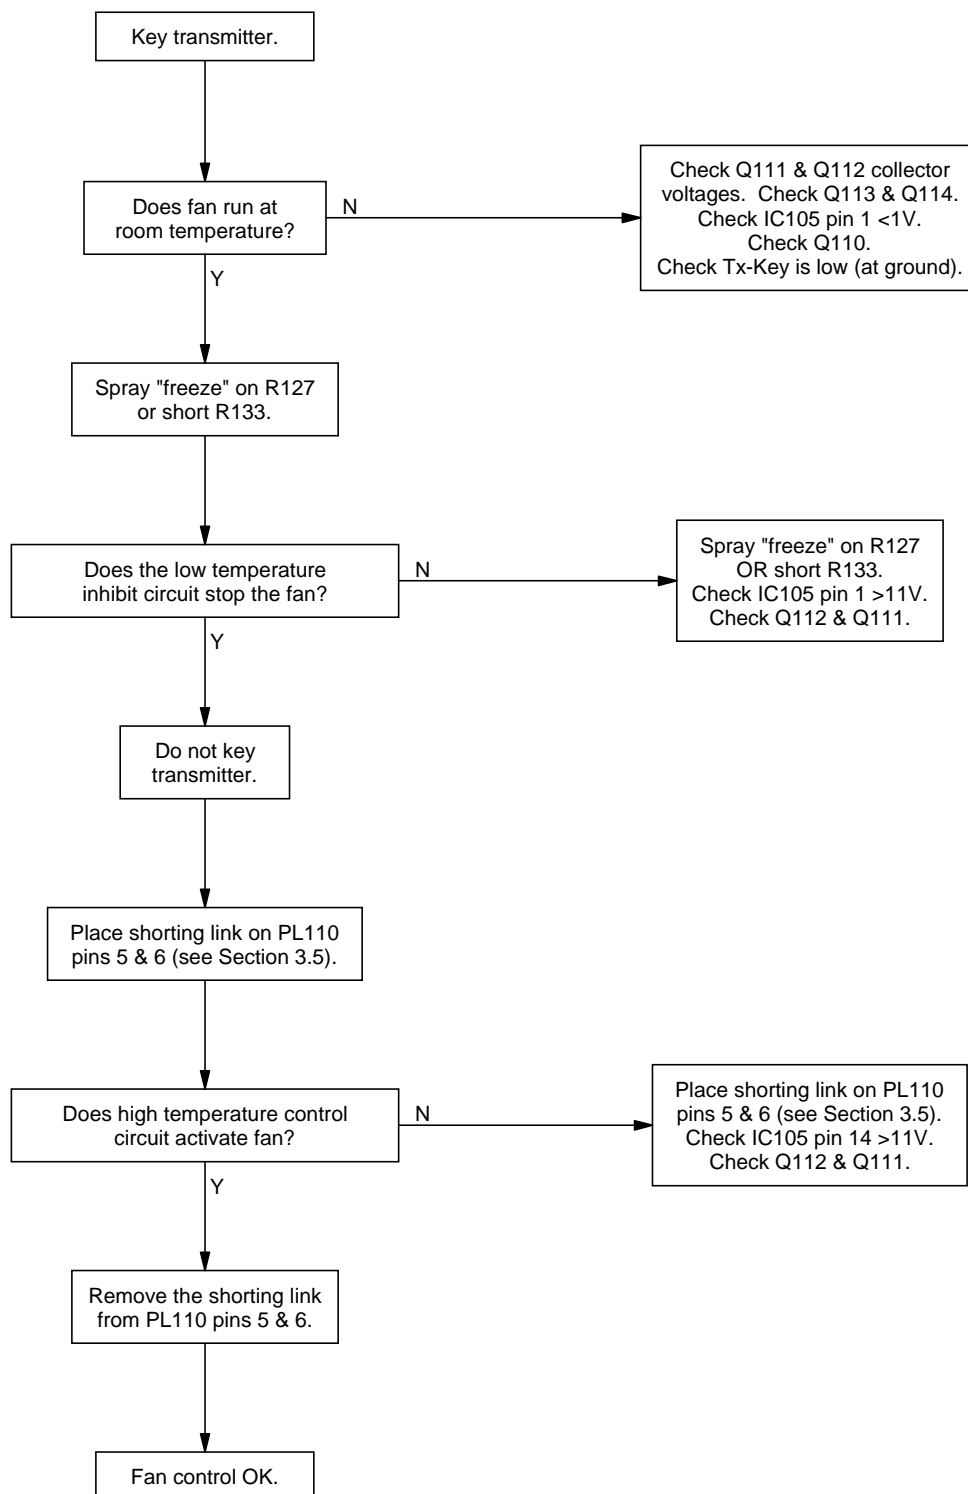 Key transmitter.
Does fan run at
room temperature?
N
Check Q111 & Q112 collector
voltages.  Check Q113 & Q114.
Check IC105 pin 1 <1V.
Check Q110.
Check Tx-Key is low (at ground).
Y
Spray "freeze" on R127
or short R133.
Does the low temperature
inhibit circuit stop the fan?
N
Spray "freeze" on R127
OR short R133.
Check IC105 pin 1 >11V.
Check Q112 & Q111.
Y
Do not key
transmitter.
Place shorting link on PL110
pins 5 & 6 (see Section 3.5).
Does high temperature control
circuit activate fan?
N
Place shorting link on PL110
pins 5 & 6 (see Section 3.5).
Check IC105 pin 14 >11V.
Check Q112 & Q111.
Y
Remove the shorting link
from PL110 pins 5 & 6.
Fan control OK.